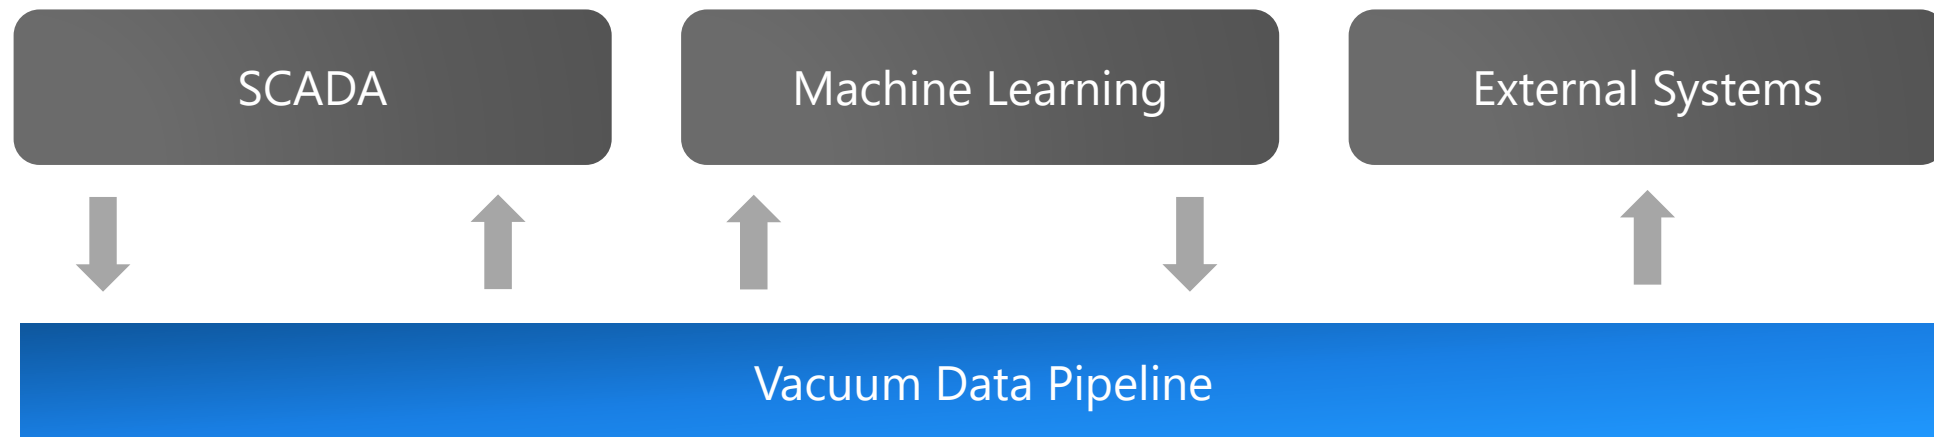 SCADA
Machine Learning
External Systems
Vacuum Data Pipeline